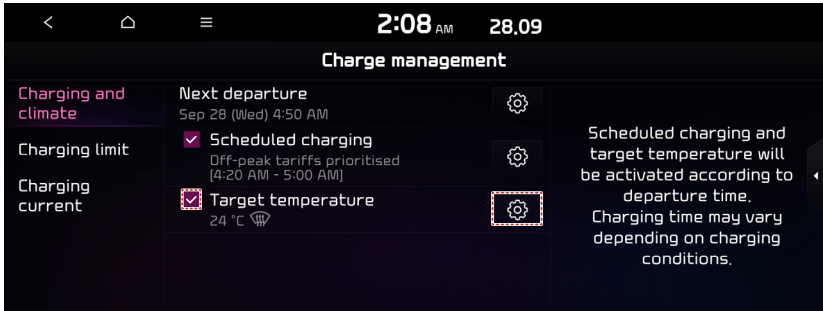 2:08 AM 28.09
Charge management
Charging and
climate
Charging limit
Charging
current
Next departure
Sep 28 (Wed) 4:50 AM
Scheduled charging
Off-peak tariffs prioritised
[4:20 AM - 5:00 AM]
Target temperature
24 °C
Scheduled charging and
target temperature will
be activated according to
departure time.
Charging time may vary
depending on charging
conditions.